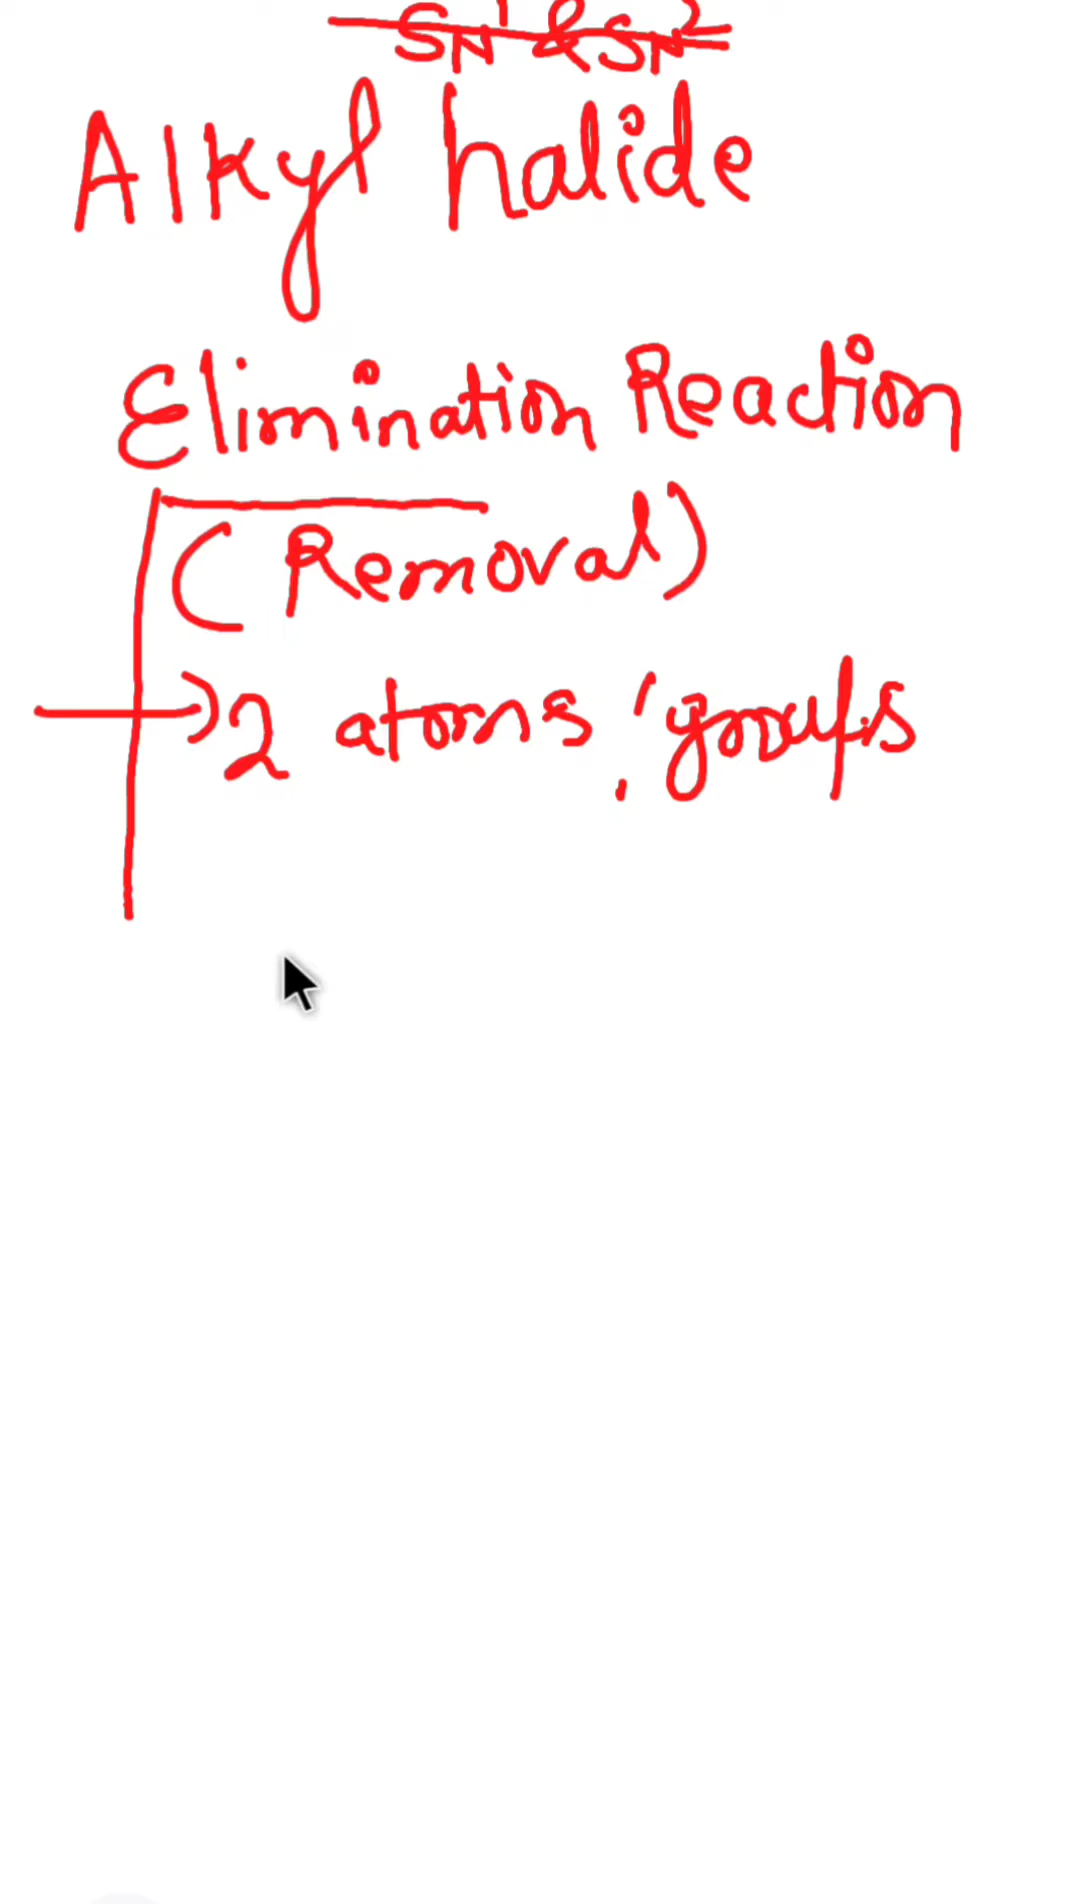 SN1 & SN2
Alkyl halide
Elimination Reaction
(Removal)
→ 2 atoms / groups